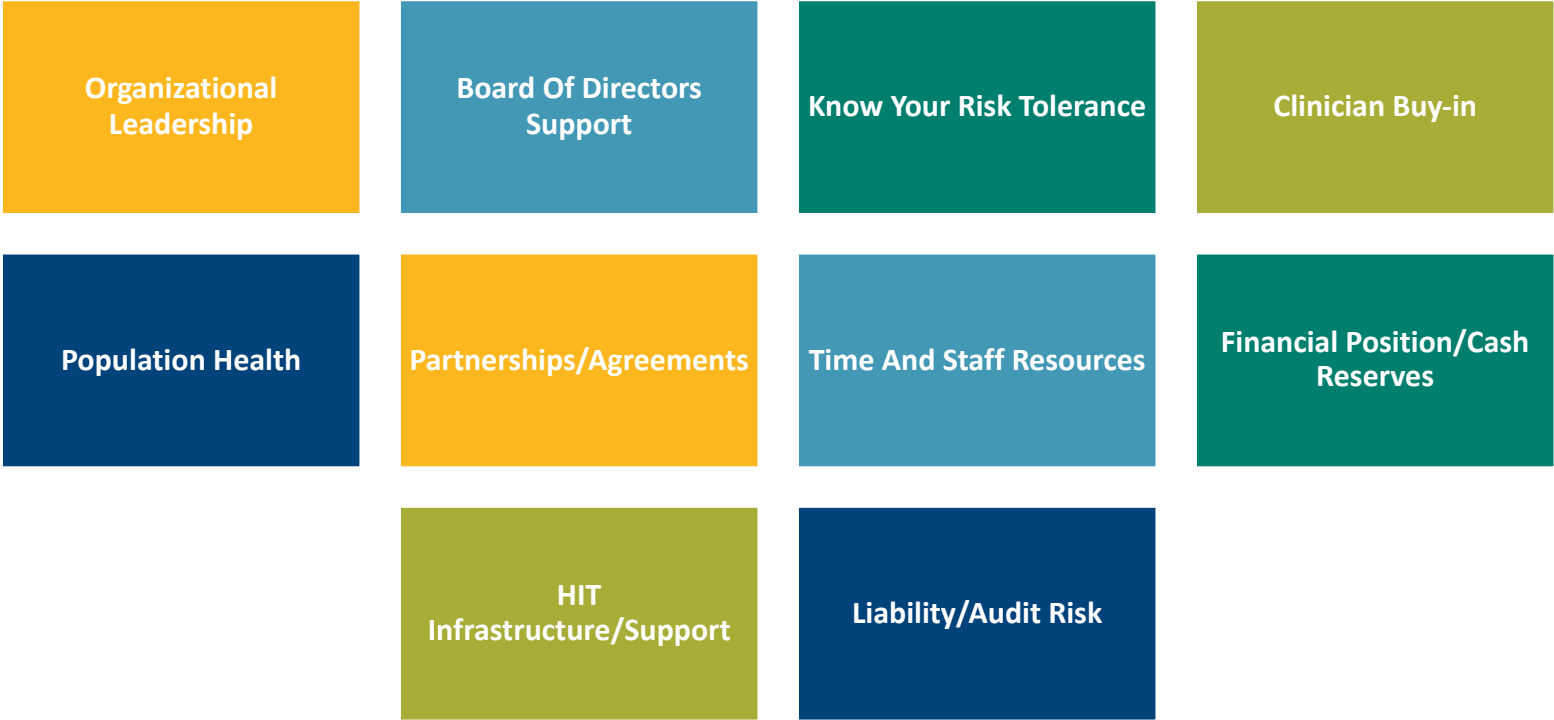 Organizational
Leadership
Board Of Directors
Support
Know Your Risk Tolerance
Clinician Buy-in
Population Health
Partnerships/Agreements
Time And Staff Resources
Financial Position/Cash
Reserves
HIT
Infrastructure/Support
Liability/Audit Risk